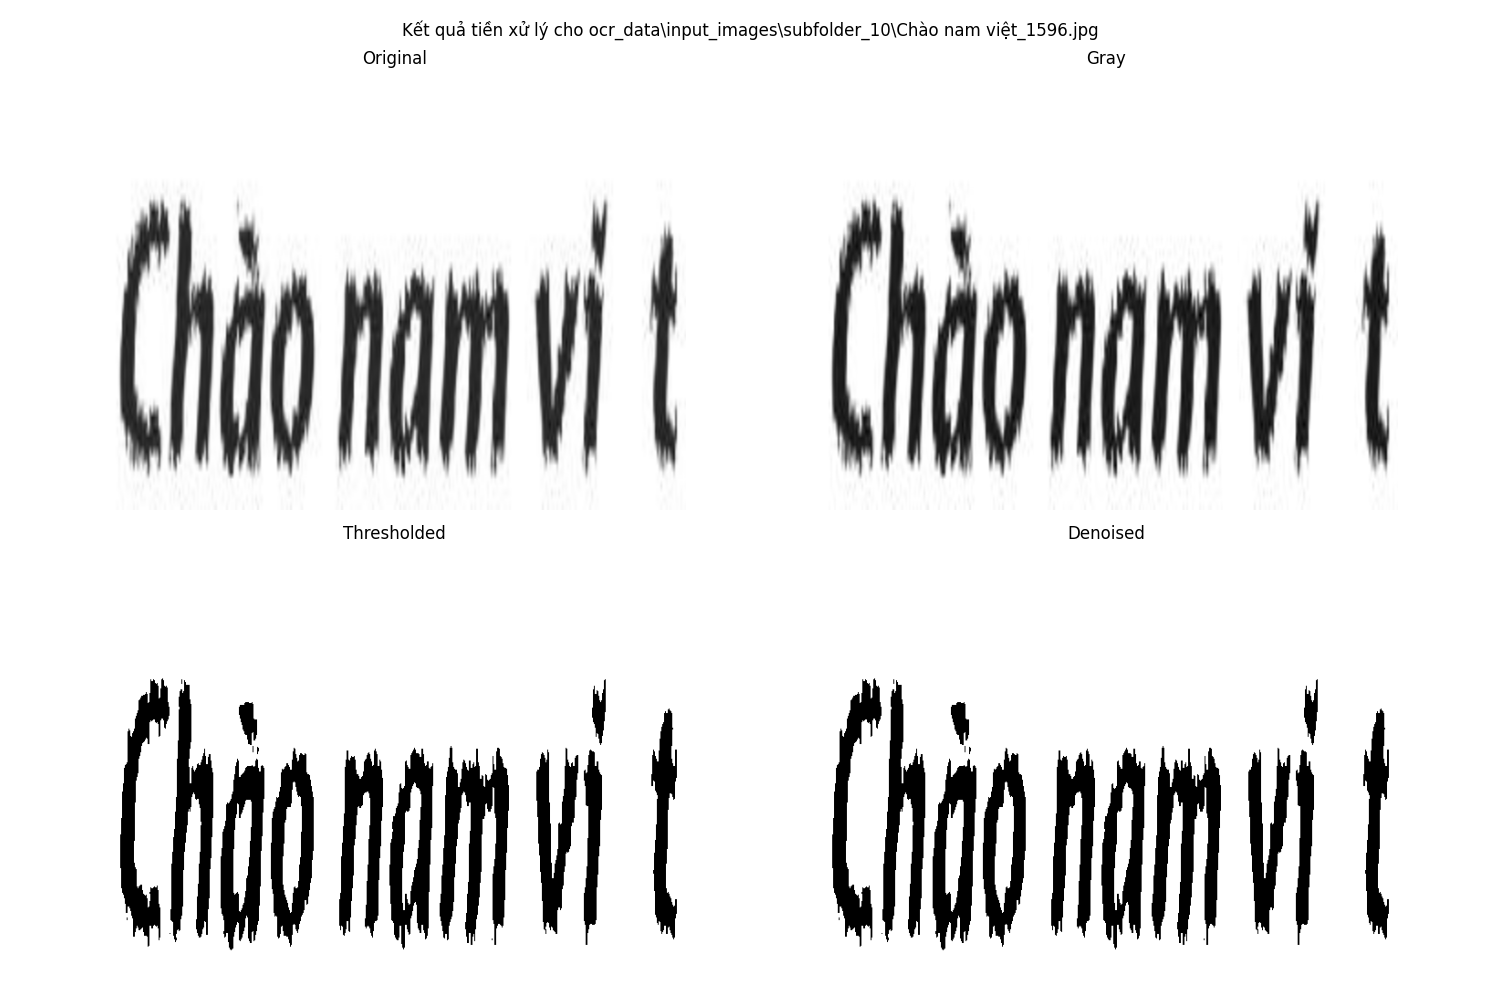 Kết quả tiền xử lý cho ocr_data\input_images\subfolder_10\Chào nam việt_1596.jpg
Original
Gray
Chào nam vi t
Chào nam vi t
Thresholded
Denoised
Chào nam vi t
Chào nam vi t